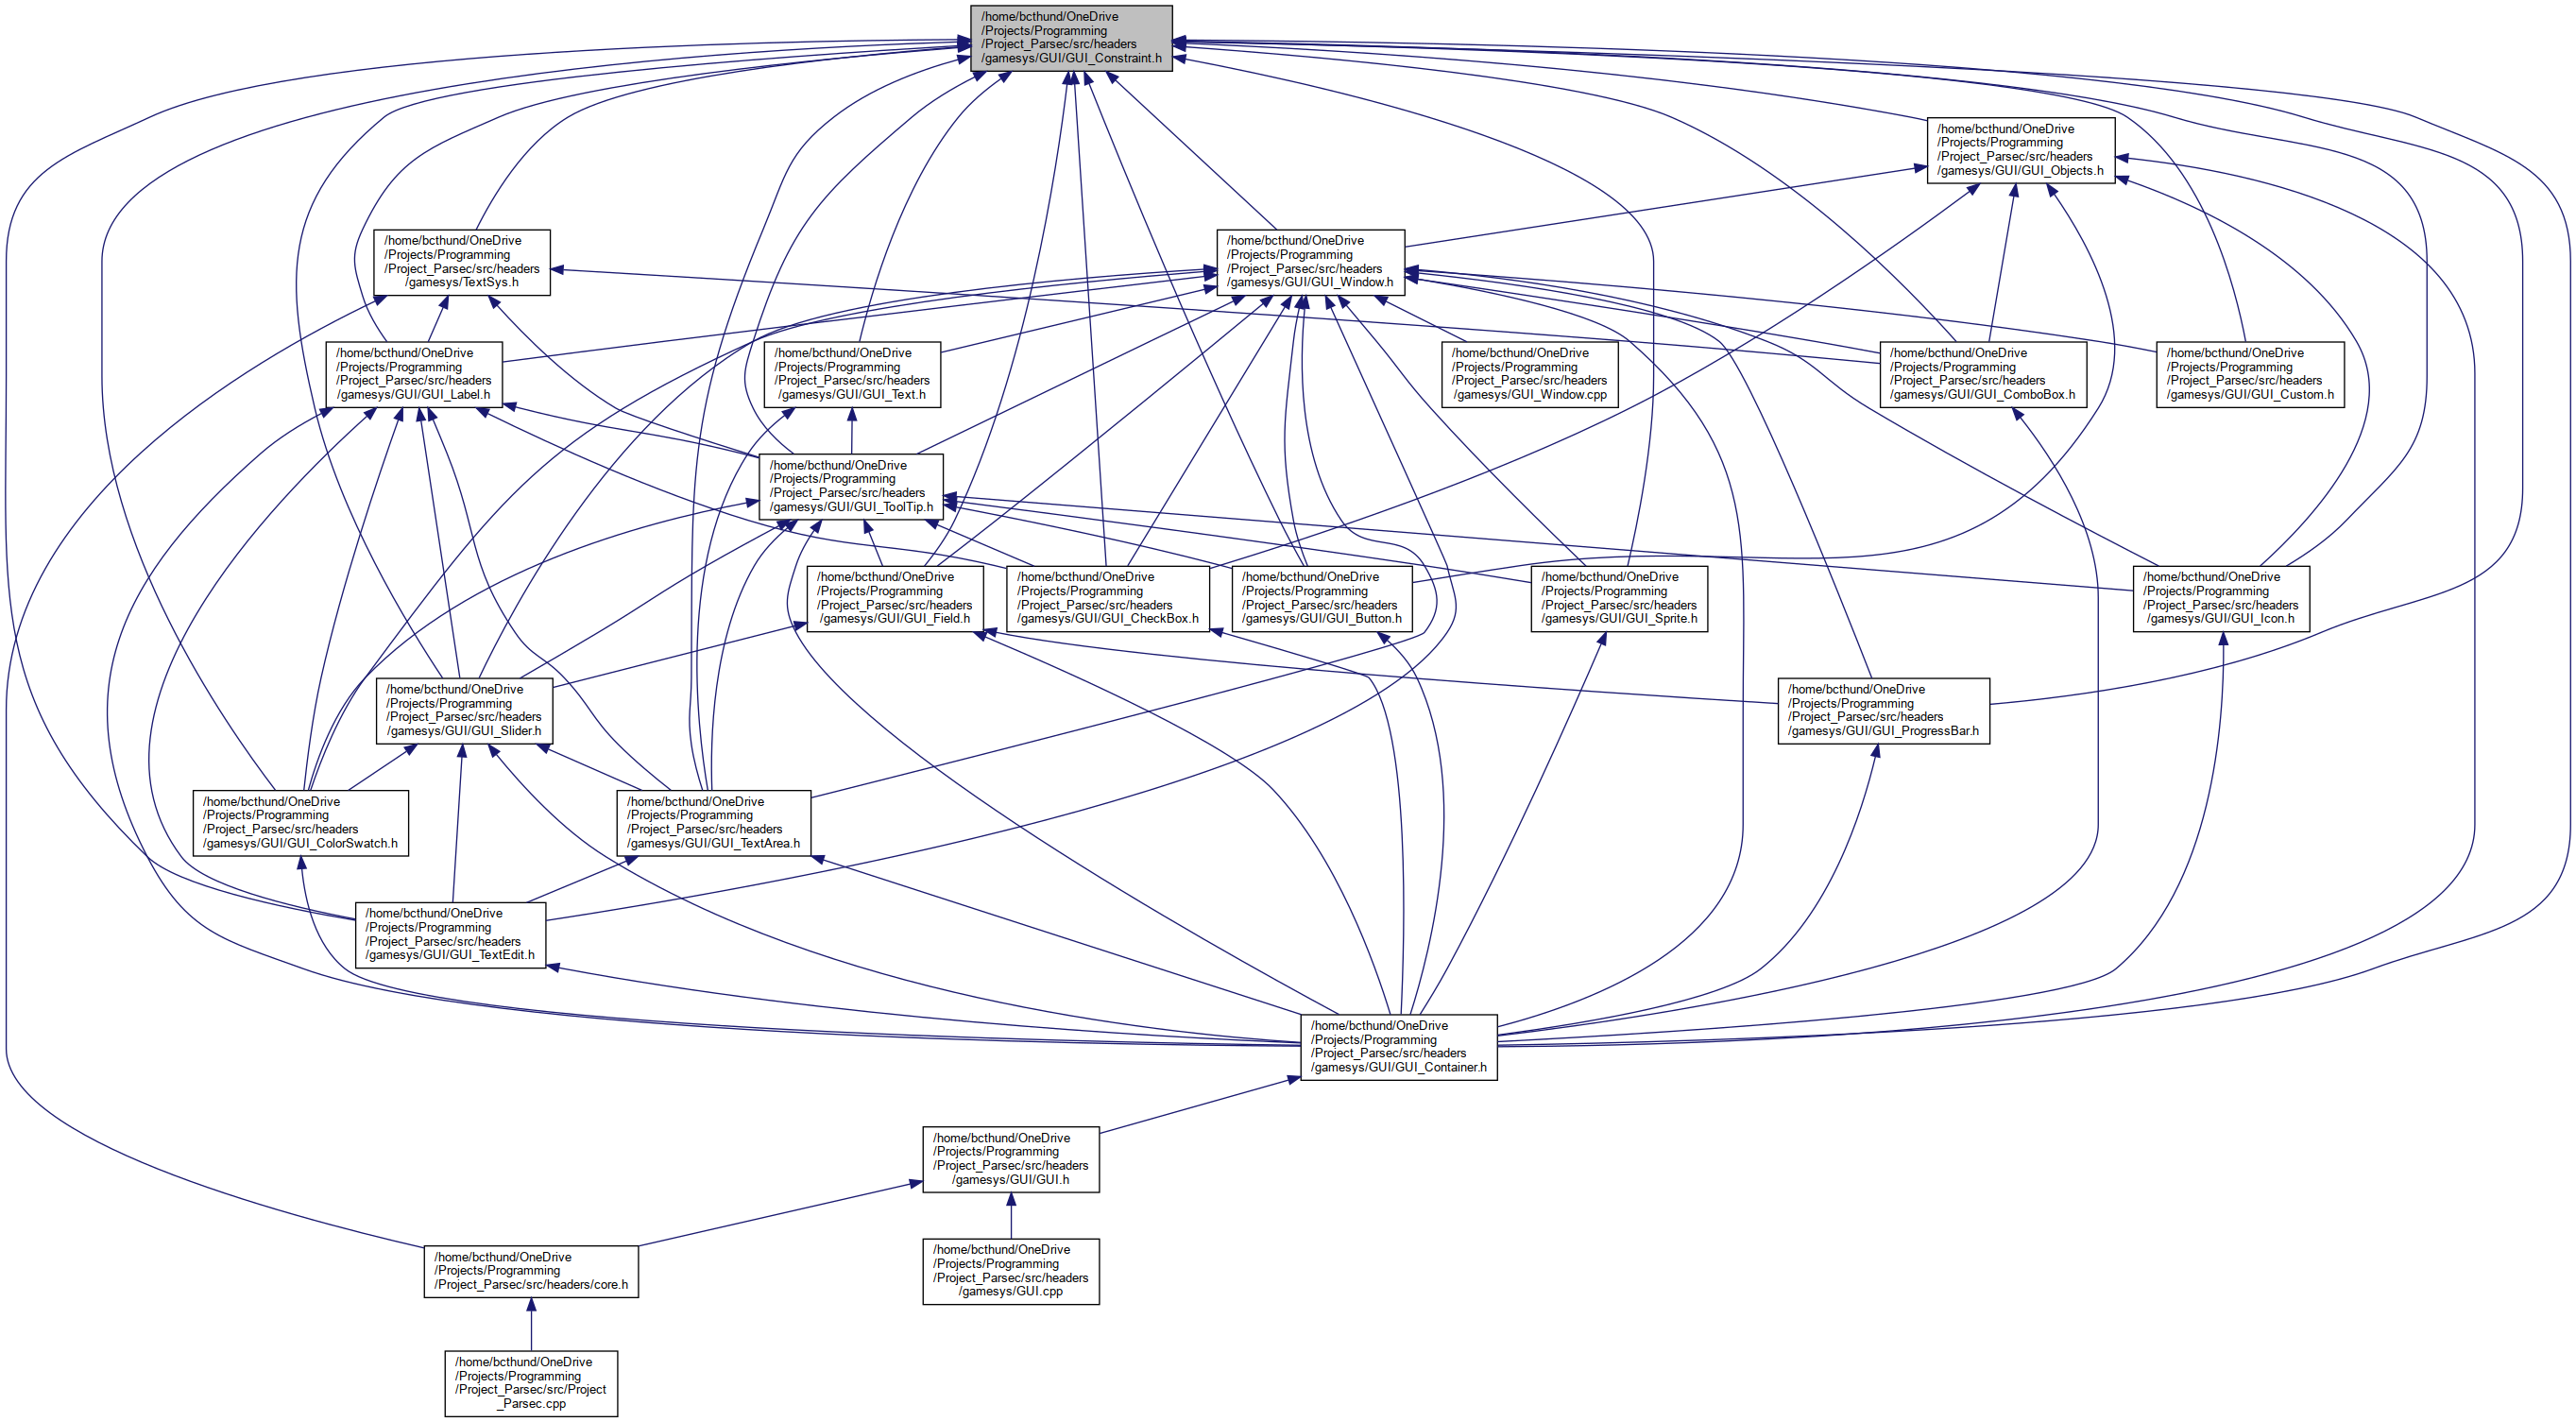 /home/bcthund/OneDrive
/Projects/Programming
/Project_Parsec/src/headers
/gamesys/GUI/GUI_Constraint.h
/home/bcthund/OneDrive
/Projects/Programming
/Project_Parsec/src/headers
/gamesys/GUI/GUI_Objects.h
/home/bcthund/OneDrive
/Projects/Programming
/Project_Parsec/src/headers
/gamesys/TextSys.h
/home/bcthund/OneDrive
/Projects/Programming
/Project_Parsec/src/headers
/gamesys/GUI/GUI_Window.h
/home/bcthund/OneDrive
/Projects/Programming
/Project_Parsec/src/headers
/gamesys/GUI/GUI_Label.h
/home/bcthund/OneDrive
/Projects/Programming
/Project_Parsec/src/headers
/gamesys/GUI/GUI_Text.h
/home/bcthund/OneDrive
/Projects/Programming
/Project_Parsec/src/headers
/gamesys/GUI_Window.cpp
/home/bcthund/OneDrive
/Projects/Programming
/Project_Parsec/src/headers
/gamesys/GUI/GUI_ComboBox.h
/home/bcthund/OneDrive
/Projects/Programming
/Project_Parsec/src/headers
/gamesys/GUI/GUI_Custom.h
/home/bcthund/OneDrive
/Projects/Programming
/Project_Parsec/src/headers
/gamesys/GUI/GUI_ToolTip.h
/home/bcthund/OneDrive
/Projects/Programming
/Project_Parsec/src/headers
/gamesys/GUI/GUI_Field.h
/home/bcthund/OneDrive
/Projects/Programming
/Project_Parsec/src/headers
/gamesys/GUI/GUI_CheckBox.h
/home/bcthund/OneDrive
/Projects/Programming
/Project_Parsec/src/headers
/gamesys/GUI/GUI_Button.h
/home/bcthund/OneDrive
/Projects/Programming
/Project_Parsec/src/headers
/gamesys/GUI/GUI_Sprite.h
/home/bcthund/OneDrive
/Projects/Programming
/Project_Parsec/src/headers
/gamesys/GUI/GUI_Icon.h
/home/bcthund/OneDrive
/Projects/Programming
/Project_Parsec/src/headers
/gamesys/GUI/GUI_Slider.h
/home/bcthund/OneDrive
/Projects/Programming
/Project_Parsec/src/headers
/gamesys/GUI/GUI_ProgressBar.h
/home/bcthund/OneDrive
/Projects/Programming
/Project_Parsec/src/headers
/gamesys/GUI/GUI_ColorSwatch.h
/home/bcthund/OneDrive
/Projects/Programming
/Project_Parsec/src/headers
/gamesys/GUI/GUI_TextArea.h
/home/bcthund/OneDrive
/Projects/Programming
/Project_Parsec/src/headers
/gamesys/GUI/GUI_TextEdit.h
/home/bcthund/OneDrive
/Projects/Programming
/Project_Parsec/src/headers
/gamesys/GUI/GUI_Container.h
/home/bcthund/OneDrive
/Projects/Programming
/Project_Parsec/src/headers
/gamesys/GUI/GUI.h
/home/bcthund/OneDrive
/Projects/Programming
/Project_Parsec/src/headers/core.h
/home/bcthund/OneDrive
/Projects/Programming
/Project_Parsec/src/headers
/gamesys/GUI.cpp
/home/bcthund/OneDrive
/Projects/Programming
/Project_Parsec/src/Project
_Parsec.cpp